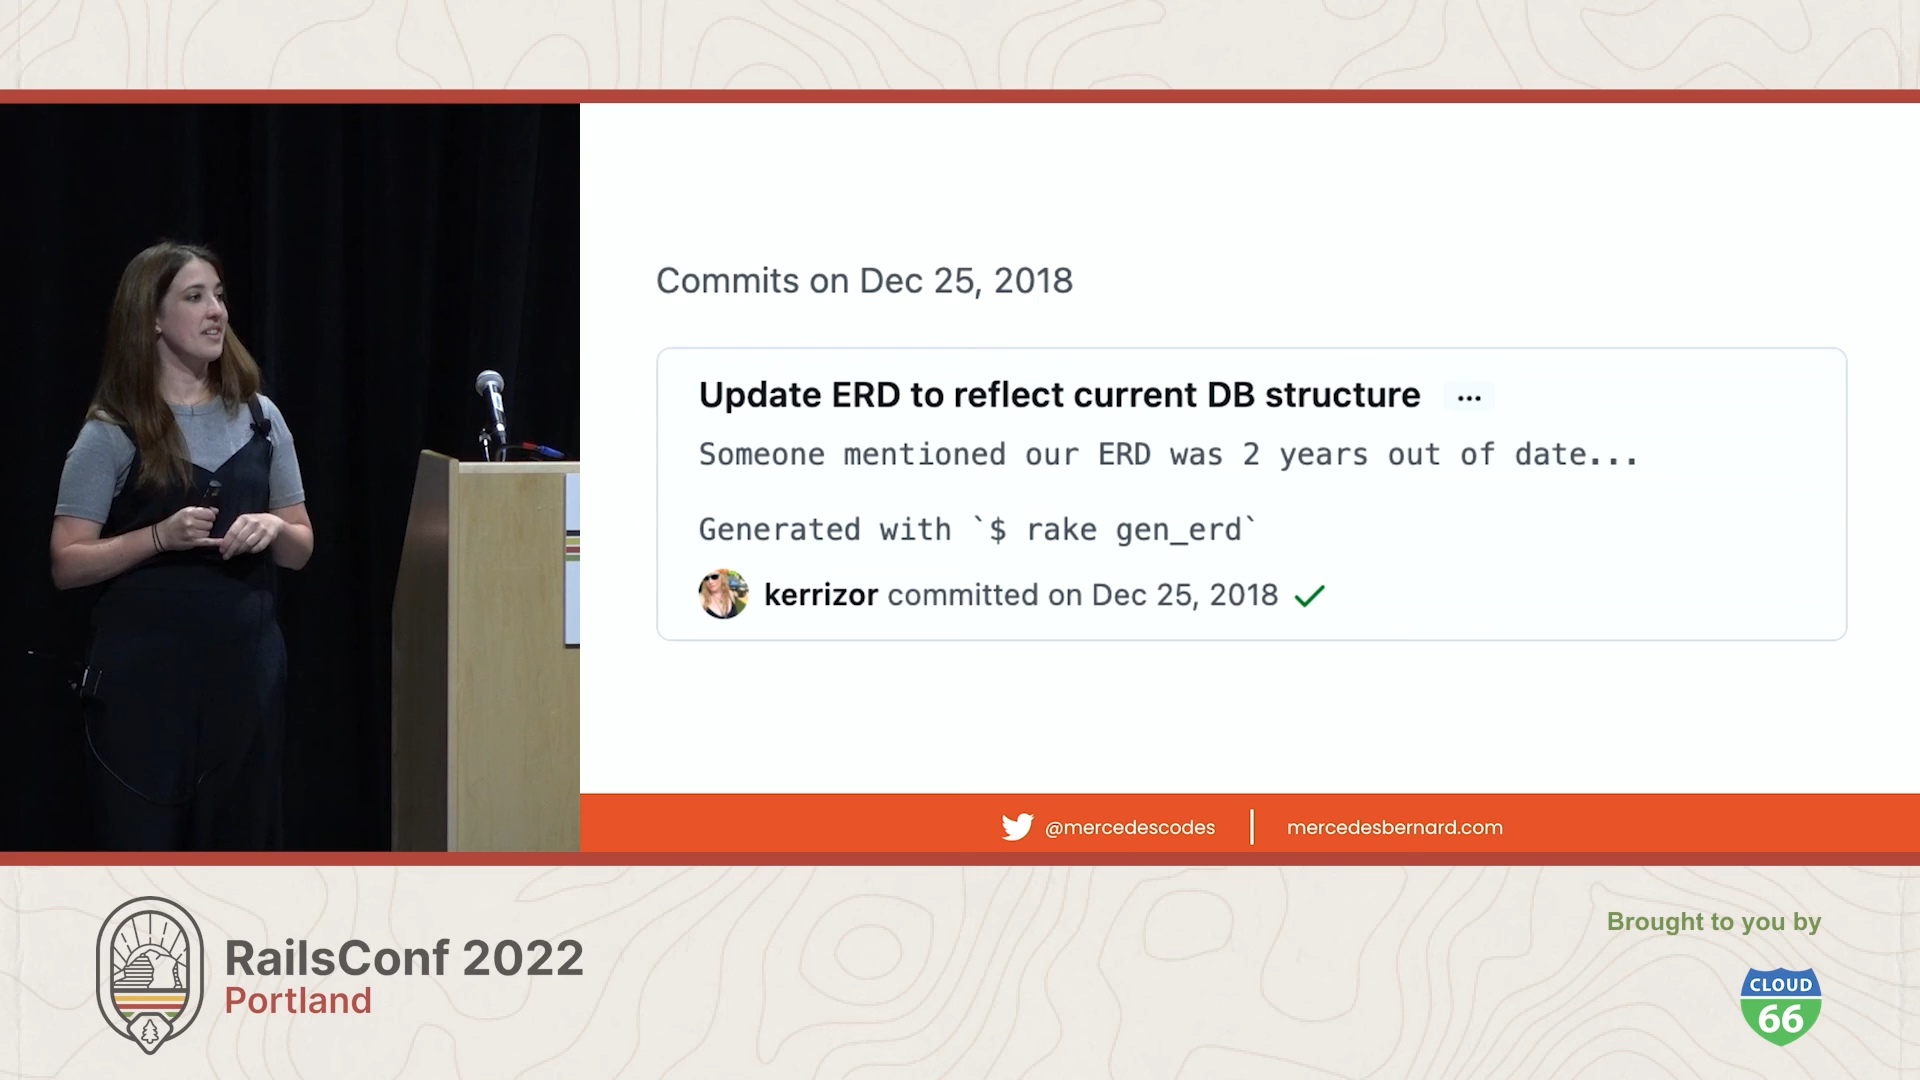 Commits on Dec 25, 2018
Update ERD to reflect current DB structure ...
Someone mentioned our ERD was 2 years out of date...
Generated with `$ rake gen_erd`
kerrizor committed on Dec 25, 2018
@mercedescodes
mercedesbernard.com
RailsConf 2022
Portland
Brought to you by
CLOUD
66